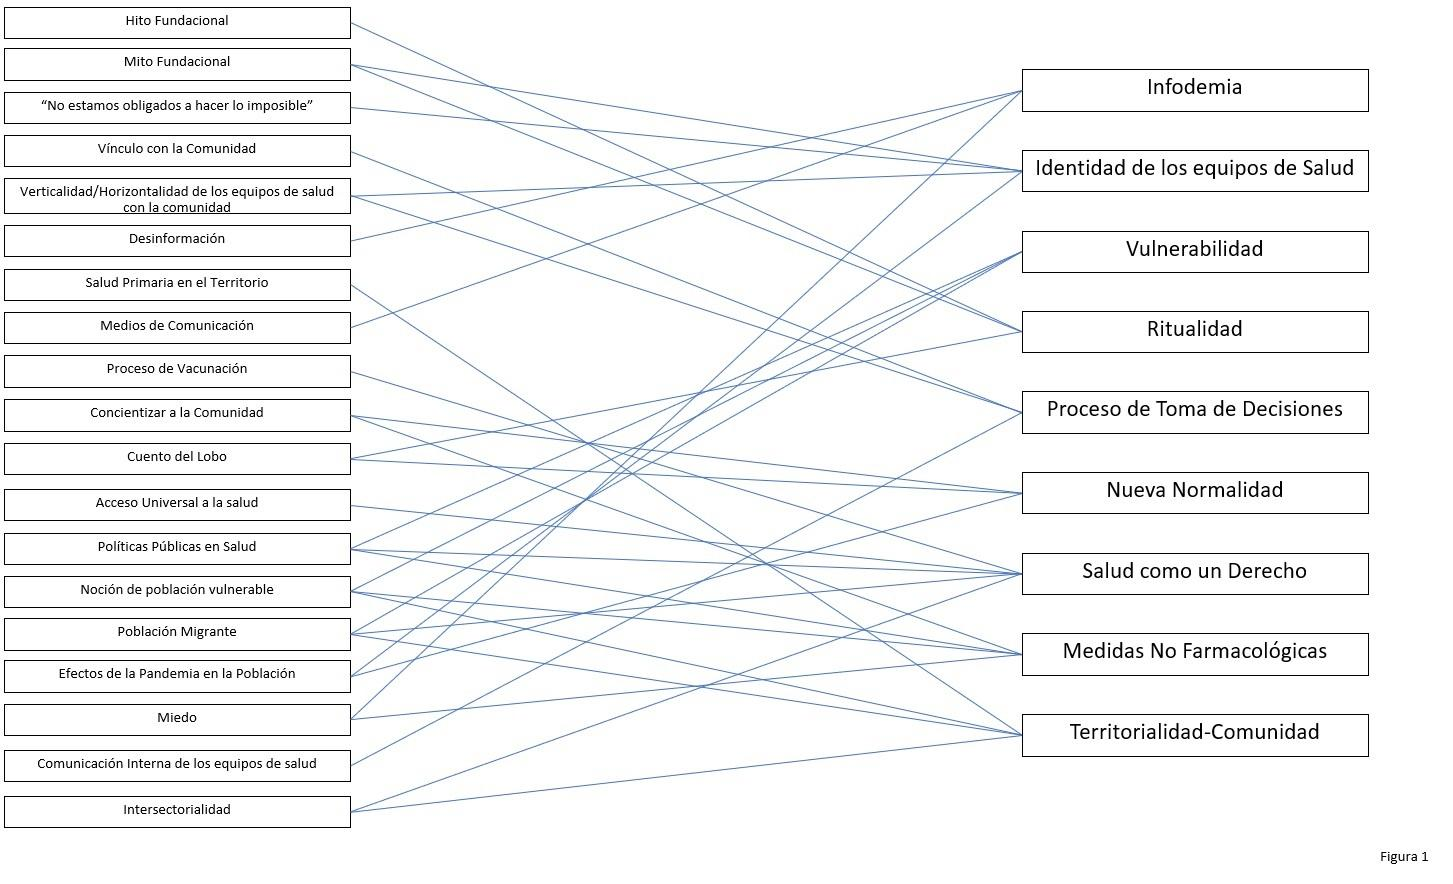 Hito Fundacional
Mito Fundacional
“No estamos obligados a hacer lo imposible”
Vínculo con la Comunidad
Verticalidad/Horizontalidad de los equipos de salud
con la comunidad
Desinformación
Salud Primaria en el Territorio
Medios de Comunicación
Proceso de Vacunación
Concientizar a la Comunidad
Cuento del Lobo
Acceso Universal a la salud
Políticas Públicas en Salud
Noción de población vulnerable
Población Migrante
Efectos de la Pandemia en la Población
Miedo
Comunicación Interna de los equipos de salud
Intersectorialidad
Infodemia
Identidad de los equipos de Salud
Vulnerabilidad
Ritualidad
Proceso de Toma de Decisiones
Nueva Normalidad
Salud como un Derecho
Medidas No Farmacológicas
Territorialidad-Comunidad
Figura 1